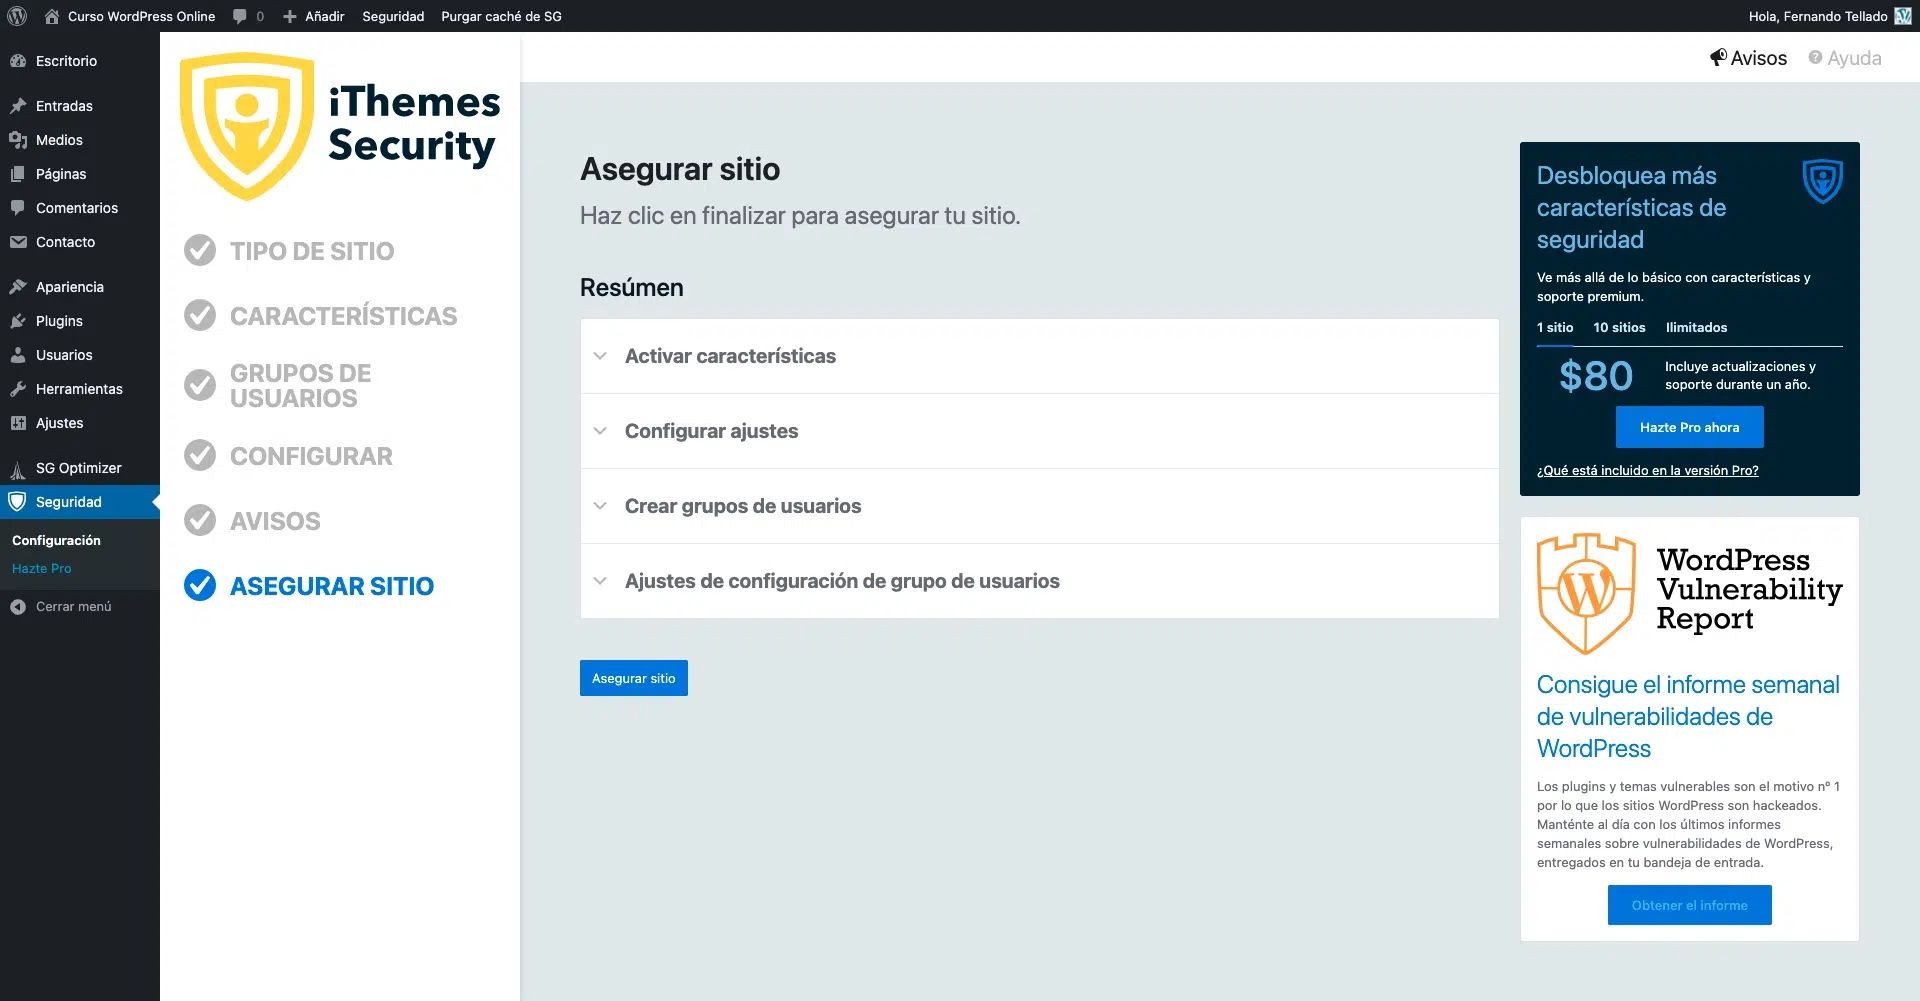 Curso WordPress Online
0
Añadir
Seguridad
Purgar caché de SG
Hola, Fernando Tellado
Escritorio
Entradas
Medios
Páginas
Comentarios
Contacto
Apariencia
Plugins
Usuarios
Herramientas
Ajustes
SG Optimizer
Seguridad
Configuración
Hazte Pro
Cerrar menú
iThemes
Security
TIPO DE SITIO
CARACTERÍSTICAS
GRUPOS DE
USUARIOS
CONFIGURAR
AVISOS
ASEGURAR SITIO
Avisos
Ayuda
Asegurar sitio
Haz clic en finalizar para asegurar tu sitio.
Resúmen
Activar características
Configurar ajustes
Crear grupos de usuarios
Ajustes de configuración de grupo de usuarios
Asegurar sitio
Desbloquea más
características de
seguridad
Ve más allá de lo básico con características y
soporte premium.
1 sitio 10 sitios Ilimitados
$80
Incluye actualizaciones y
soporte durante un año.
Hazte Pro ahora
¿Qué está incluido en la versión Pro?
WordPress
Vulnerability
Report
Consigue el informe semanal
de vulnerabilidades de
WordPress
Los plugins y temas vulnerables son el motivo nº 1
por lo que los sitios WordPress son hackeados.
Manténte al día con los últimos informes
semanales sobre vulnerabilidades de WordPress,
entregados en tu bandeja de entrada.
Obtener el informe